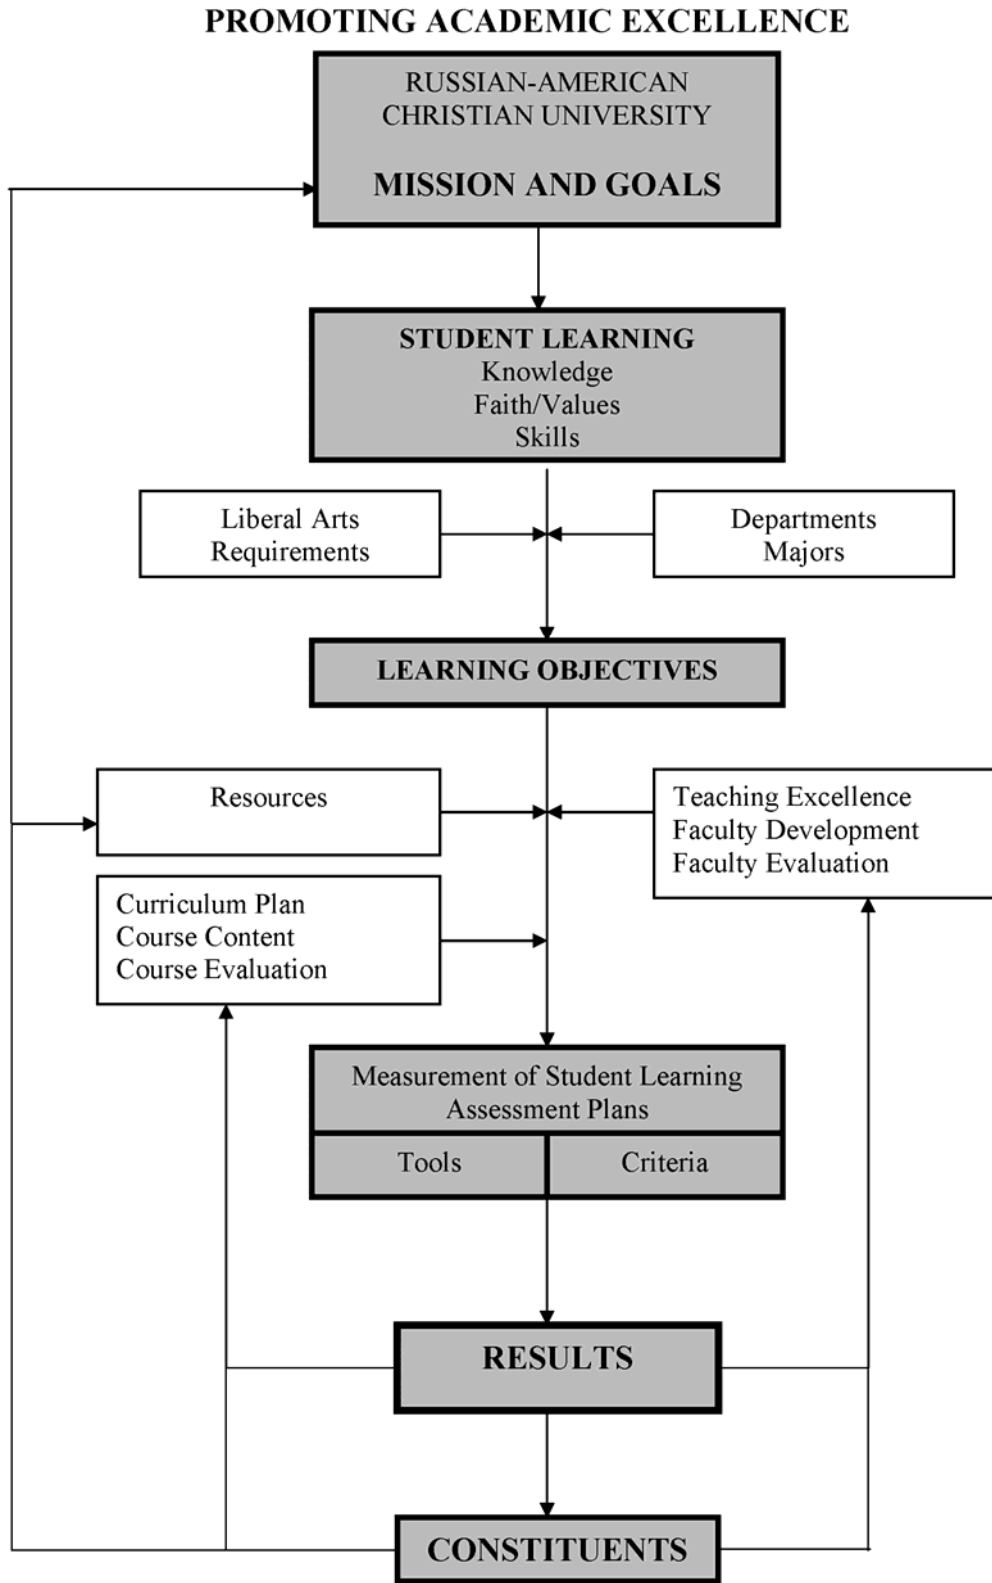 PROMOTING ACADEMIC EXCELLENCE
RUSSIAN-AMERICAN
CHRISTIAN UNIVERSITY
MISSION AND GOALS
STUDENT LEARNING
Knowledge
Faith/Values
Skills
Liberal Arts
Requirements
Departments
Majors
LEARNING OBJECTIVES
Resources
Teaching Excellence
Faculty Development
Faculty Evaluation
Curriculum Plan
Course Content
Course Evaluation
Measurement of Student Learning
Assessment Plans
Tools
Criteria
RESULTS
CONSTITUENTS